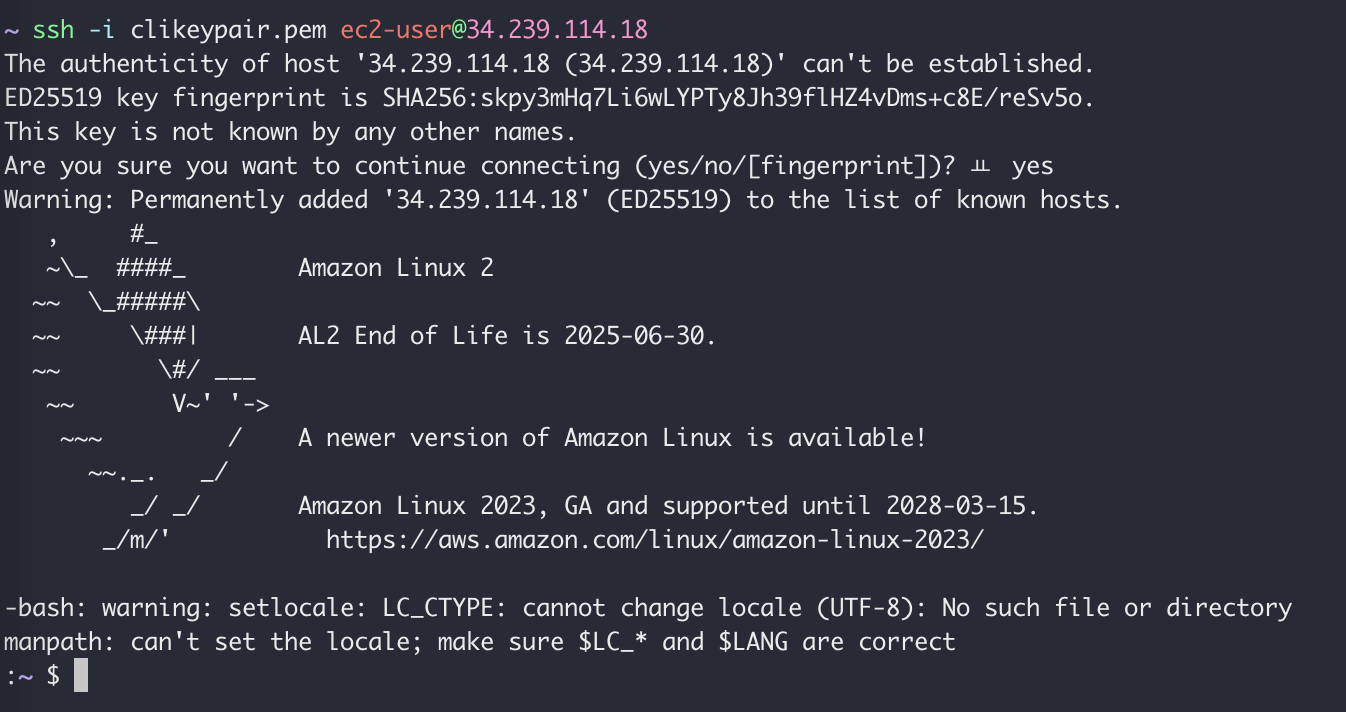 ~ ssh -i clikeypair.pem ec2-user@34.239.114.18
The authenticity of host '34.239.114.18 (34.239.114.18)' can't be established.
ED25519 key fingerprint is SHA256:skpy3mHq7Li6wLYPTy8Jh39flHZ4vDms+c8E/reSv5o.
This key is not known by any other names.
Are you sure you want to continue connecting (yes/no/[fingerprint])? ㅛ yes
Warning: Permanently added '34.239.114.18' (ED25519) to the list of known hosts.
   ,     #_
   ~\_  ####_        Amazon Linux 2
  ~~  \_#####\
  ~~     \###|       AL2 End of Life is 2025-06-30.
  ~~       \#/ ___
   ~~       V~' '->
    ~~~         /    A newer version of Amazon Linux is available!
      ~~._.   _/
         _/ _/       Amazon Linux 2023, GA and supported until 2028-03-15.
       _/m/'           https://aws.amazon.com/linux/amazon-linux-2023/
-bash: warning: setlocale: LC_CTYPE: cannot change locale (UTF-8): No such file or directory
manpath: can't set the locale; make sure $LC_* and $LANG are correct
:~ $